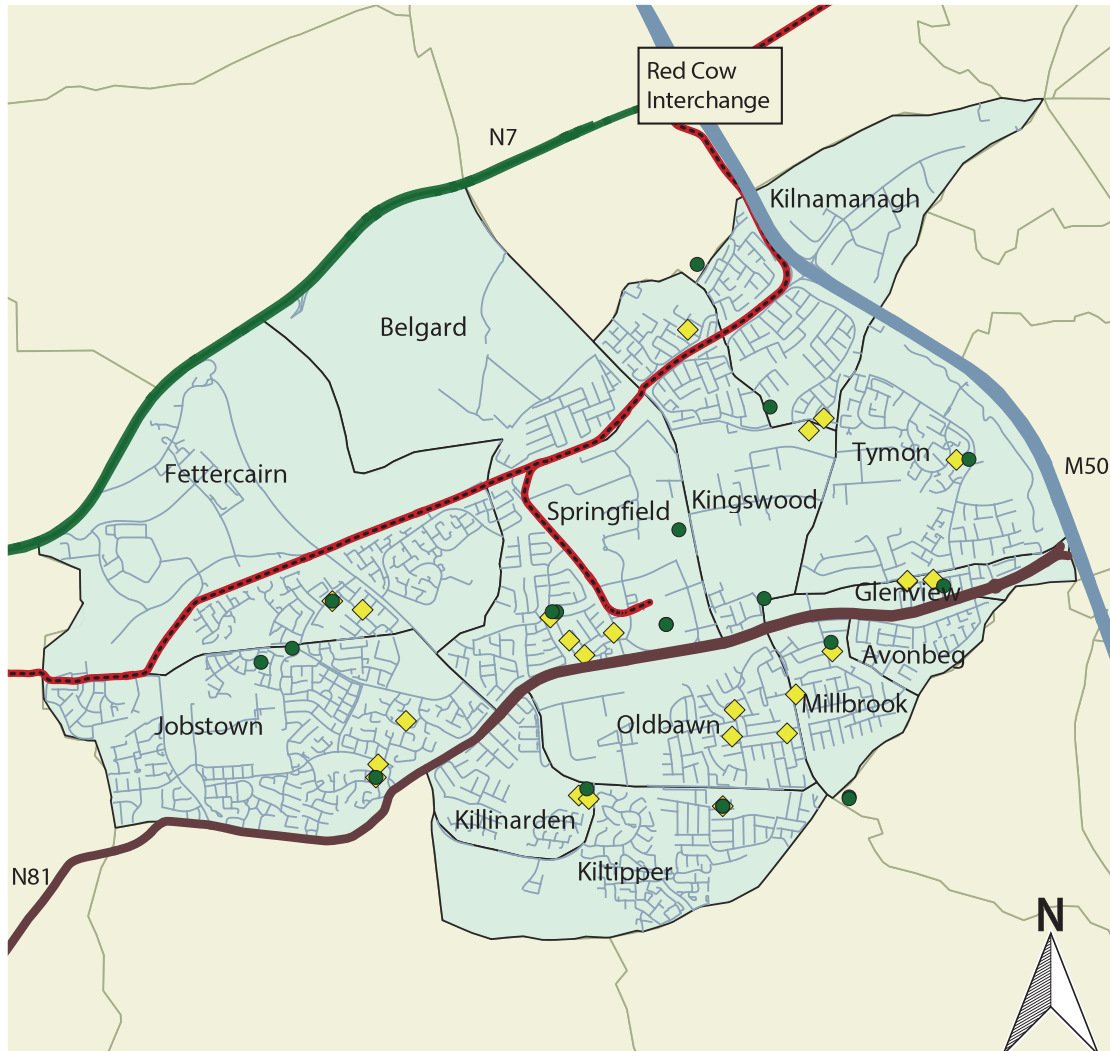 Red Cow
Interchange
N7
Kilnamanagh
Belgard
Tymon
M50
Fettercairn
Kingswood
Springfield
Glenview
Avonbeg
Millbrook
Oldbawn
Jobstown
Killinarden
Kiltipper
N81
N